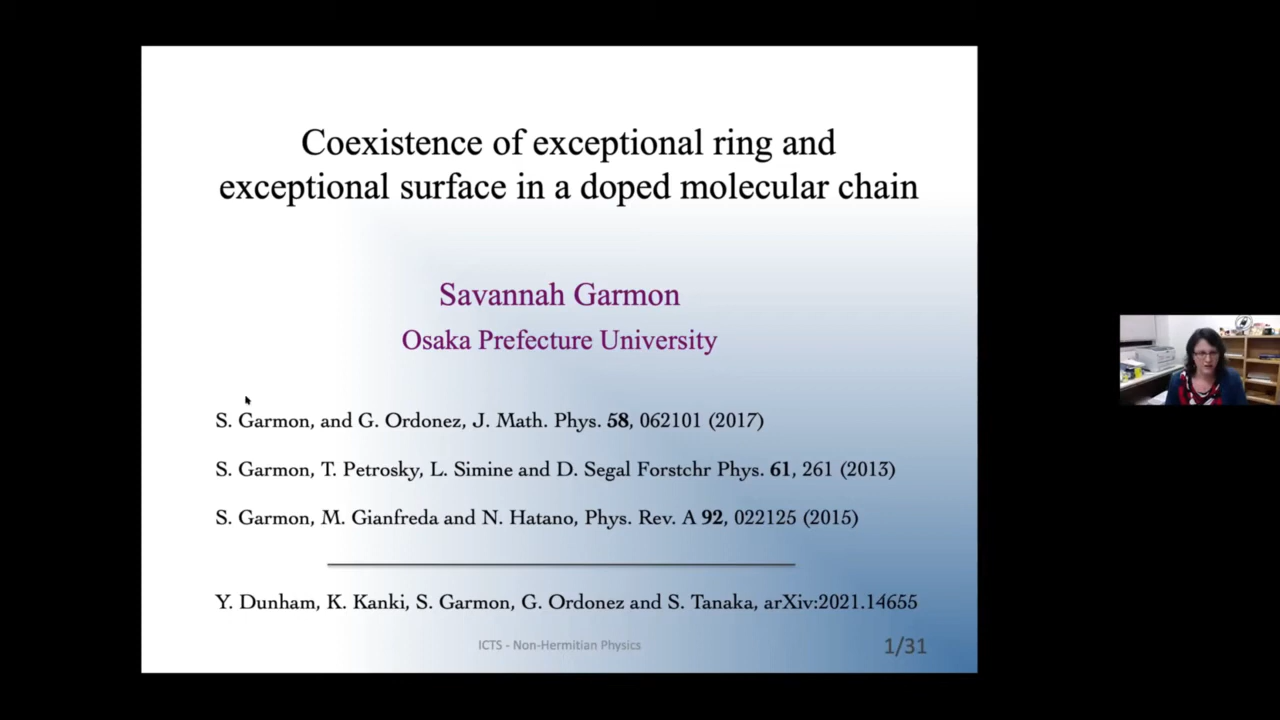 Coexistence of exceptional ring and
exceptional surface in a doped molecular chain
Savannah Garmon
Osaka Prefecture University
S. Garmon, and G. Ordonez, J. Math. Phys. 58, 062101 (2017)
S. Garmon, T. Petrosky, L. Simine and D. Segal Forstchr Phys. 61, 261 (2013)
S. Garmon, M. Gianfreda and N. Hatano, Phys. Rev. A 92, 022125 (2015)
Y. Dunham, K. Kanki, S. Garmon, G. Ordonez and S. Tanaka, arXiv:2021.14655
ICTS - Non-Hermitian Physics
1/31